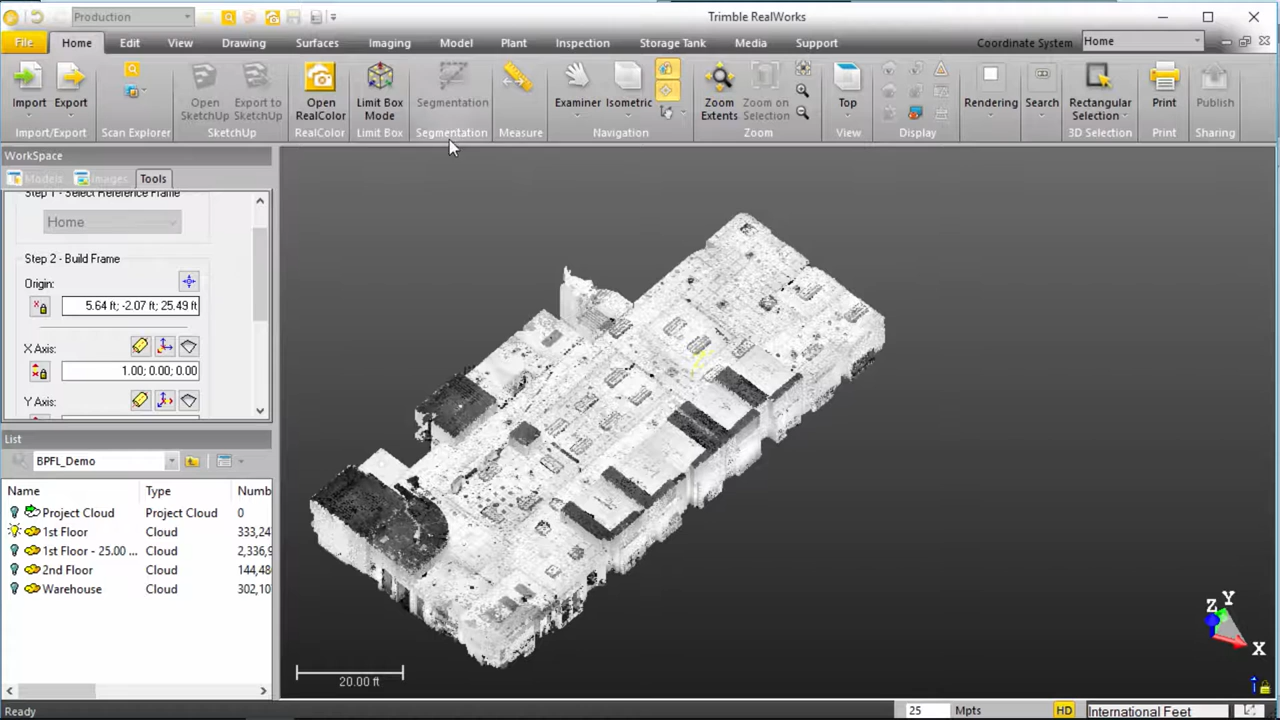 Production
Trimble RealWorks
File Home Edit View Drawing Surfaces Imaging Model Plant Inspection Storage Tank Media Support Coordinate System Home
Import Export Open SketchUp Export to SketchUp Open RealColor Limit Box Mode Segmentation Examiner Isometric Zoom Extents Zoom on Selection Top Rendering Search Rectangular Selection Print Publish
Import/Export Scan Explorer SketchUp RealColor Limit Box Segmentation Measure Navigation Zoom View Display 3D Selection Print Sharing
WorkSpace
Models Images Tools
Step 1 - Select Reference Frame
Home
Step 2 - Build Frame
Origin:
5.64 ft; -2.07 ft; 25.49 ft
X Axis:
1.00; 0.00; 0.00
Y Axis:
List
BPFL_Demo
Name Type Numb
Project Cloud Project Cloud 0
1st Floor Cloud 333,24
1st Floor - 25.00 ... Cloud 2,336,9
2nd Floor Cloud 144,48
Warehouse Cloud 302,10
20.00 ft
Z Y
X
Ready 25 Mpts HD International Feet